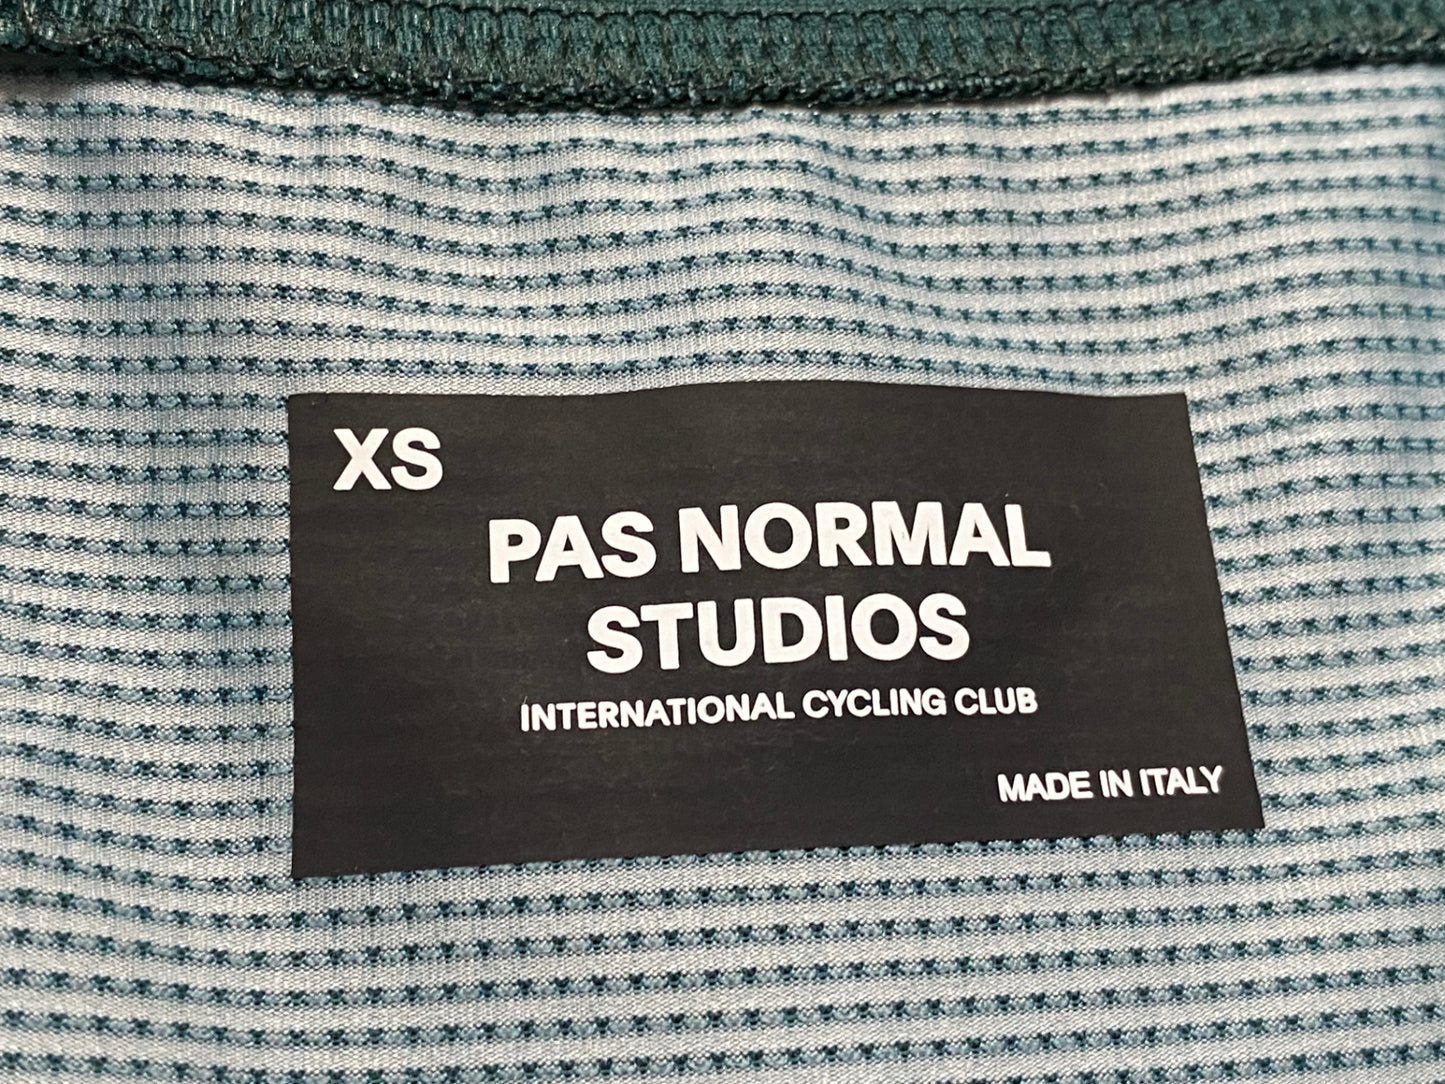 XS
PAS NORMAL
STUDIOS
INTERNATIONAL CYCLING CLUB
MADE IN ITALY